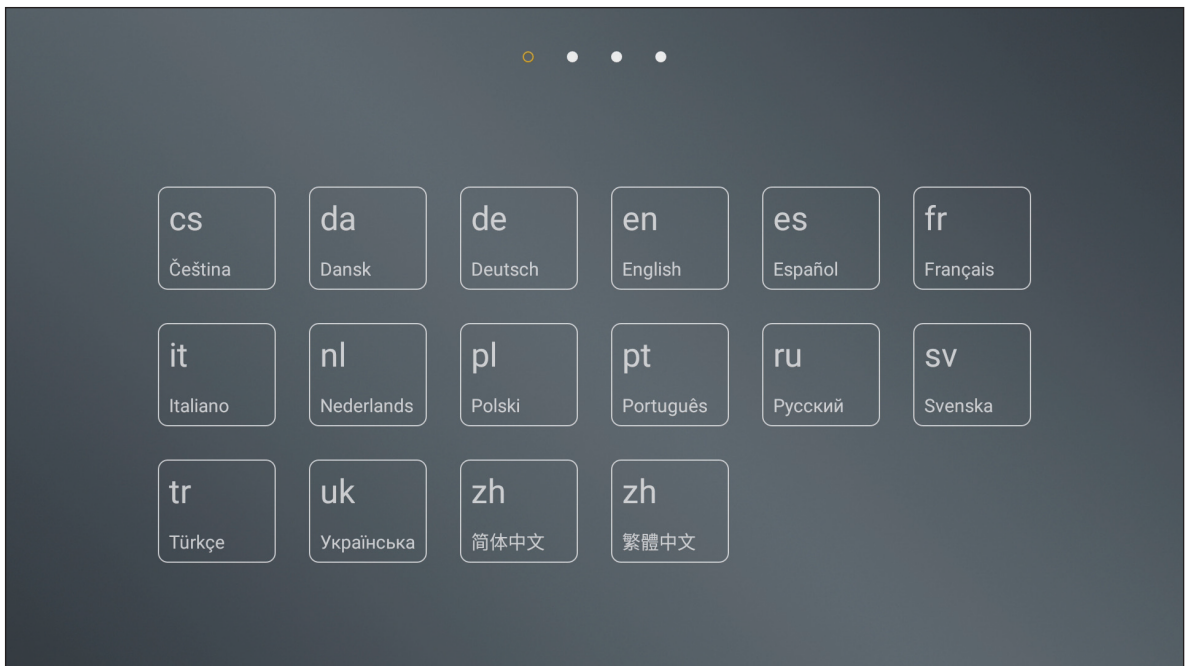 cs
Čeština
da
Dansk
de
Deutsch
en
English
es
Español
fr
Français
it
Italiano
nl
Nederlands
pl
Polski
pt
Português
ru
Русский
sv
Svenska
tr
Türkçe
uk
Українська
zh
简体中文
zh
繁體中文